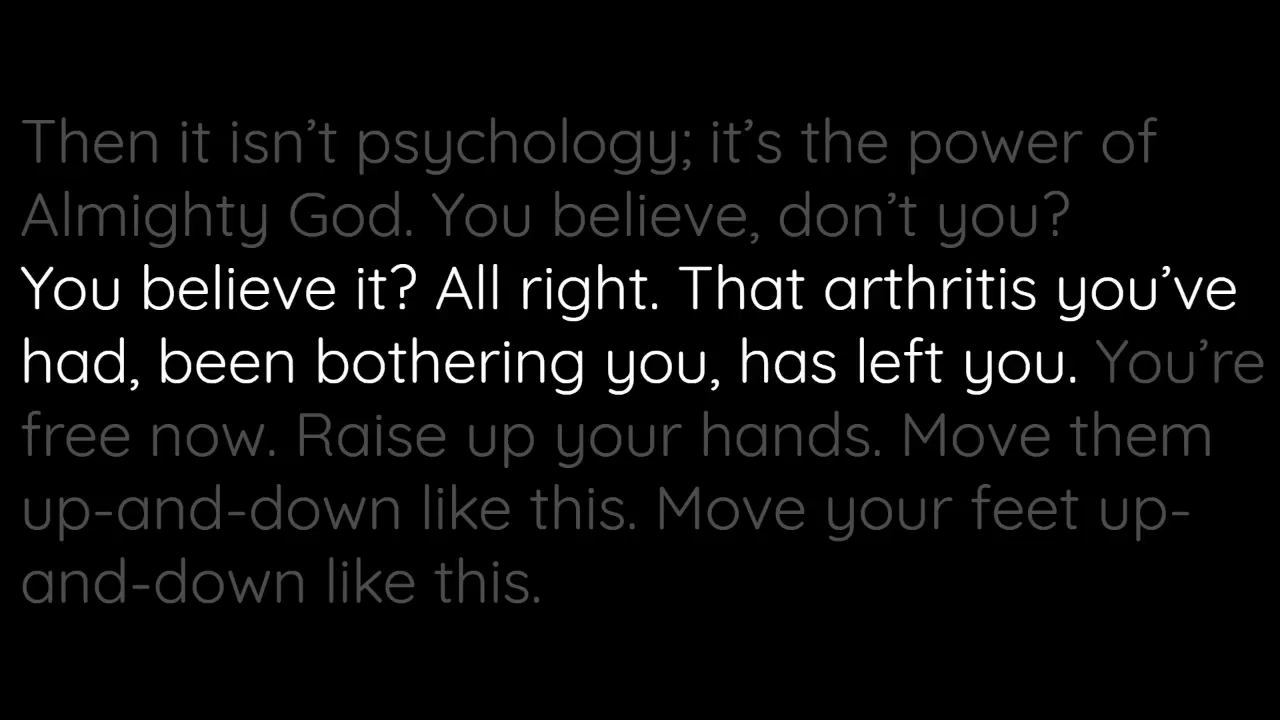 Then it isn’t psychology; it’s the power of
Almighty God. You believe, don’t you?
You believe it? All right. That arthritis you’ve
had, been bothering you, has left you. You’re
free now. Raise up your hands. Move them
up-and-down like this. Move your feet up-
and-down like this.